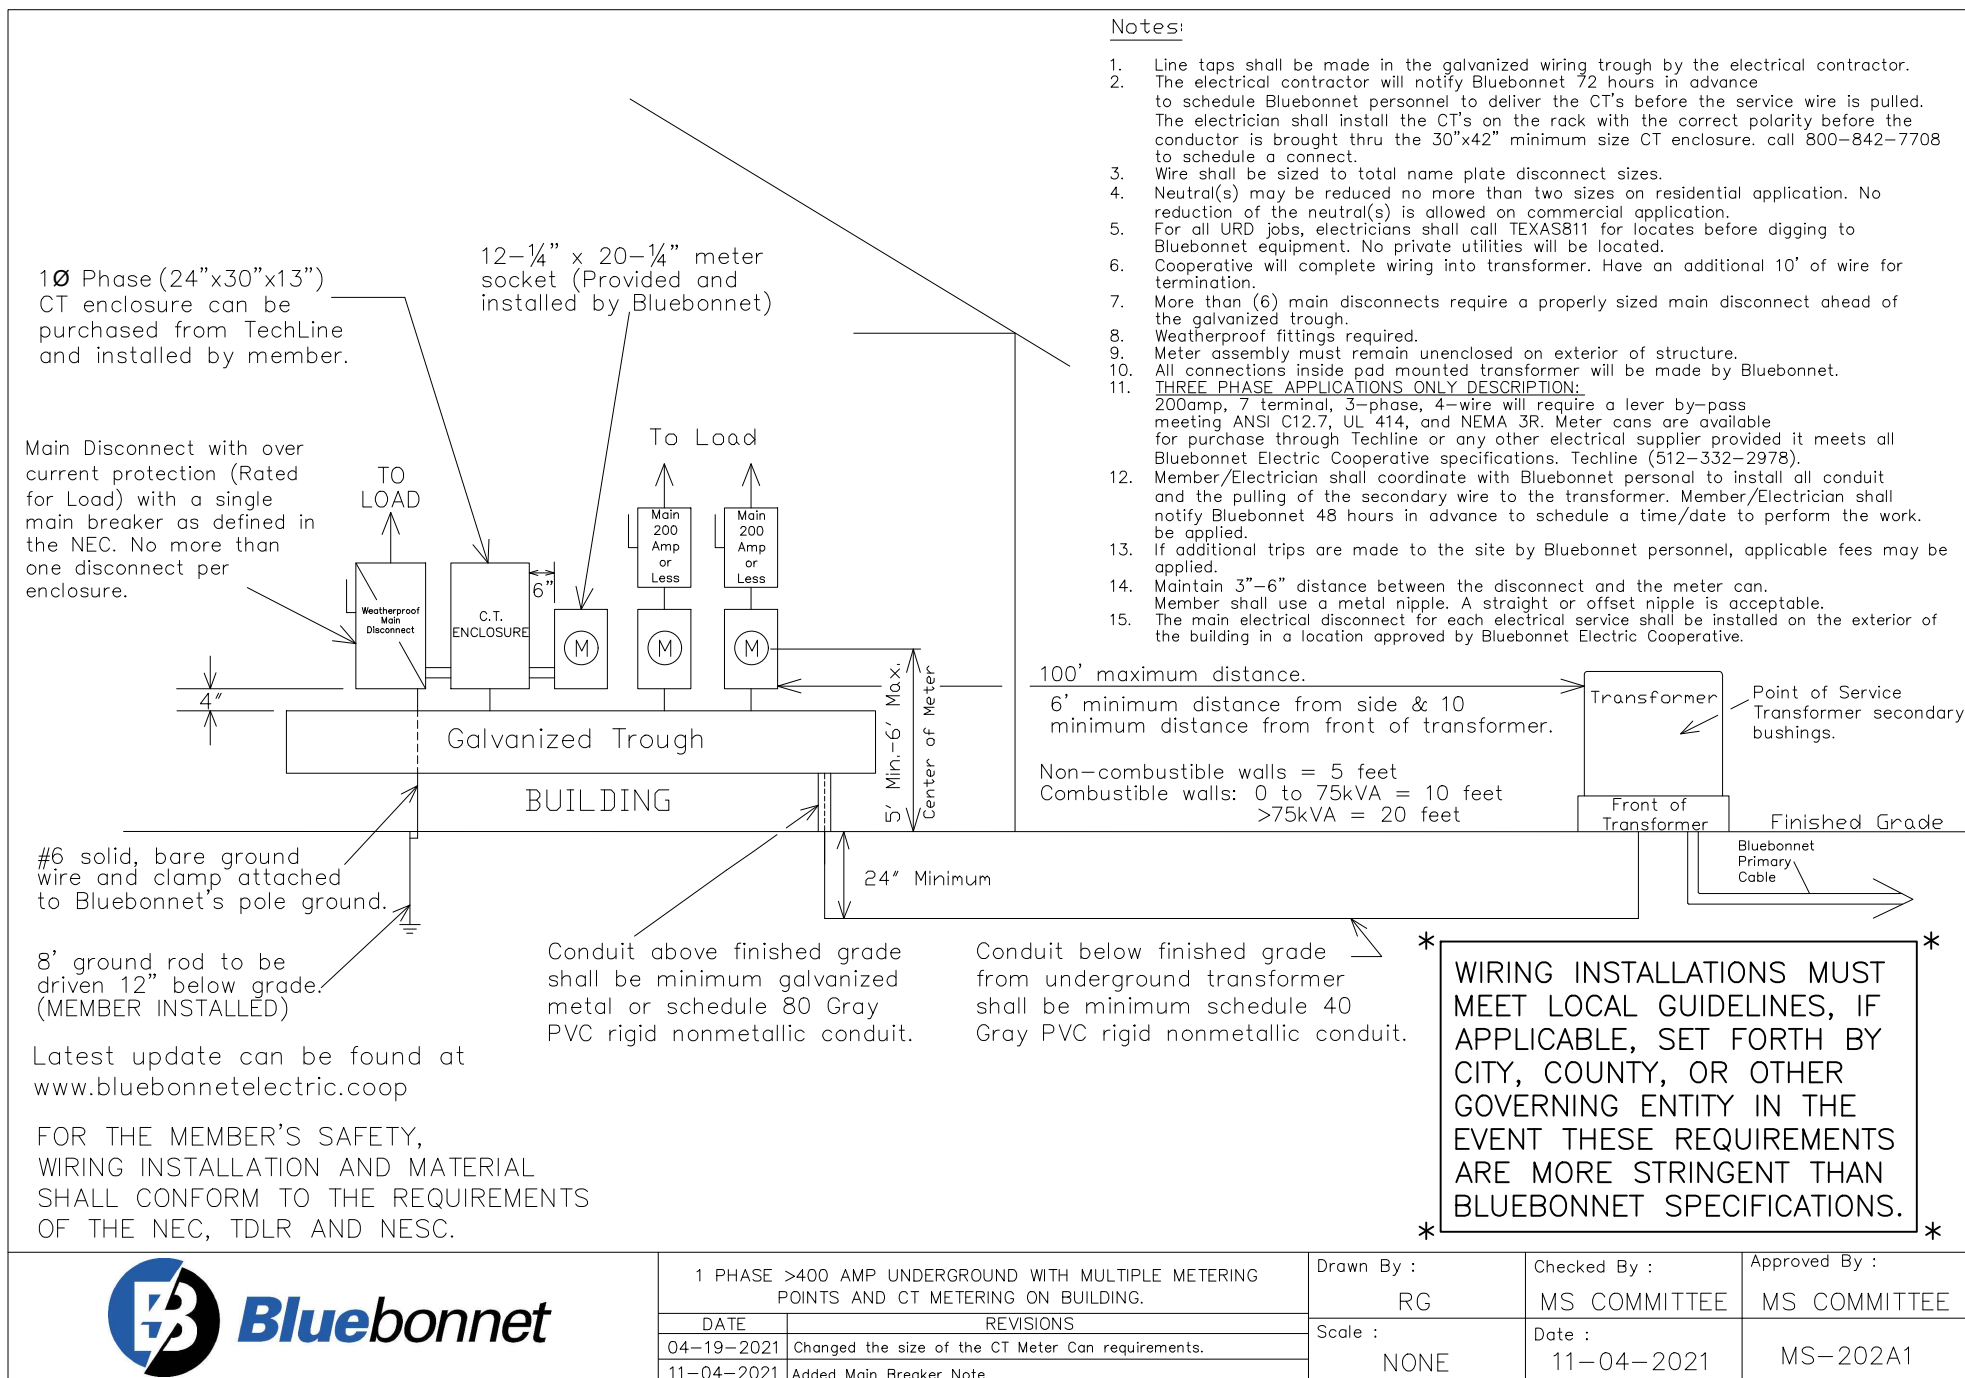 Notes:
1. Line taps shall be made in the galvanized wiring trough by the electrical contractor.
2. The electrical contractor will notify Bluebonnet 72 hours in advance
to schedule Bluebonnet personnel to deliver the CT's before the service wire is pulled.
The electrician shall install the CT's on the rack with the correct polarity before the
conductor is brought thru the 30"x42" minimum size CT enclosure. call 800-842-7708
to schedule a connect.
3. Wire shall be sized to total name plate disconnect sizes.
4. Neutral(s) may be reduced no more than two sizes on residential application. No
reduction of the neutral(s) is allowed on commercial application.
5. For all URD jobs, electricians shall call TEXAS811 for locates before digging to
Bluebonnet equipment. No private utilities will be located.
6. Cooperative will complete wiring into transformer. Have an additional 10' of wire for
termination.
7. More than (6) main disconnects require a properly sized main disconnect ahead of
the galvanized trough.
8. Weatherproof fittings required.
9. Meter assembly must remain unenclosed on exterior of structure.
10. All connections inside pad mounted transformer will be made by Bluebonnet.
11. THREE PHASE APPLICATIONS ONLY DESCRIPTION:
200amp, 7 terminal, 3-phase, 4-wire will require a lever by-pass
meeting ANSI C12.7, UL 414, and NEMA 3R. Meter cans are available
for purchase through Techline or any other electrical supplier provided it meets all
Bluebonnet Electric Cooperative specifications. Techline (512-332-2978).
12. Member/Electrician shall coordinate with Bluebonnet personal to install all conduit
and the pulling of the secondary wire to the transformer. Member/Electrician shall
notify Bluebonnet 48 hours in advance to schedule a time/date to perform the work.
be applied.
13. If additional trips are made to the site by Bluebonnet personnel, applicable fees may be
applied.
14. Maintain 3"-6" distance between the disconnect and the meter can.
Member shall use a metal nipple. A straight or offset nipple is acceptable.
15. The main electrical disconnect for each electrical service shall be installed on the exterior of
the building in a location approved by Bluebonnet Electric Cooperative.
1Ø Phase (24"x30"x13")
CT enclosure can be
purchased from TechLine
and installed by member.
12-¼" x 20-¼" meter
socket (Provided and
installed by Bluebonnet)
Main Disconnect with over
current protection (Rated
for Load) with a single
main breaker as defined in
the NEC. No more than
one disconnect per
enclosure.
TO
LOAD
To Load
Main
200
Amp
or
Less
Main
200
Amp
or
Less
Weatherproof
Main
Disconnect
C.T.
ENCLOSURE
6"
M
M
M
4"
Galvanized Trough
BUILDING
5' Min.-6' Max.
Center of Meter
100' maximum distance.
6' minimum distance from side & 10
minimum distance from front of transformer.
Non-combustible walls = 5 feet
Combustible walls: 0 to 75kVA = 10 feet
>75kVA = 20 feet
Transformer
Point of Service
Transformer secondary
bushings.
Front of
Transformer
Finished Grade
Bluebonnet
Primary
Cable
24" Minimum
#6 solid, bare ground
wire and clamp attached
to Bluebonnet's pole ground.
8' ground rod to be
driven 12" below grade.
(MEMBER INSTALLED)
Conduit above finished grade
shall be minimum galvanized
metal or schedule 80 Gray
PVC rigid nonmetallic conduit.
Conduit below finished grade
from underground transformer
shall be minimum schedule 40
Gray PVC rigid nonmetallic conduit.
Latest update can be found at
www.bluebonnetelectric.coop
FOR THE MEMBER'S SAFETY,
WIRING INSTALLATION AND MATERIAL
SHALL CONFORM TO THE REQUIREMENTS
OF THE NEC, TDLR AND NESC.
* *
WIRING INSTALLATIONS MUST
MEET LOCAL GUIDELINES, IF
APPLICABLE, SET FORTH BY
CITY, COUNTY, OR OTHER
GOVERNING ENTITY IN THE
EVENT THESE REQUIREMENTS
ARE MORE STRINGENT THAN
BLUEBONNET SPECIFICATIONS.
* *
B
Bluebonnet
1 PHASE >400 AMP UNDERGROUND WITH MULTIPLE METERING
POINTS AND CT METERING ON BUILDING.
DATE REVISIONS
04-19-2021 Changed the size of the CT Meter Can requirements.
11-04-2021 Added Main Breaker Note
Drawn By :
RG
Checked By :
MS COMMITTEE
Approved By :
MS COMMITTEE
Scale :
NONE
Date :
11-04-2021
MS-202A1